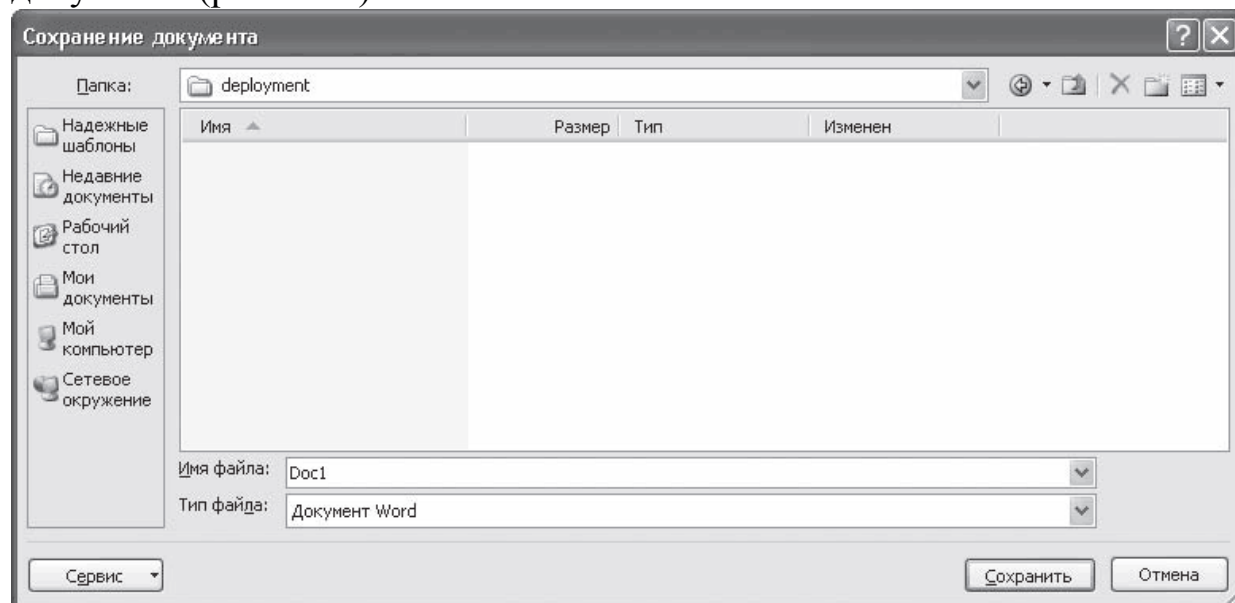 Сохранение документа
Папка:
deployment
Надежные
шаблоны
Недавние
документы
Рабочий
стол
Мои
документы
Мой
компьютер
Сетевое
окружение
Имя Размер Тип Изменен
Имя файла: Doc1
Тип файла: Документ Word
Сервис Сохранить Отмена